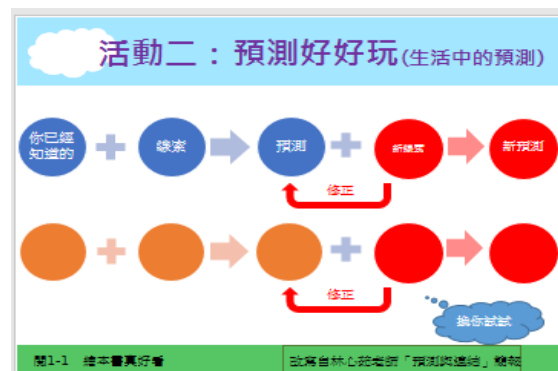 活動二：預測好好玩(生活中的預測)
你已經
知道的
線索
預測
新線索
新預測
修正
修正
換你試試
閱1-1 繪本書真好看
改寫自林心茹老師「預測與連結」簡報